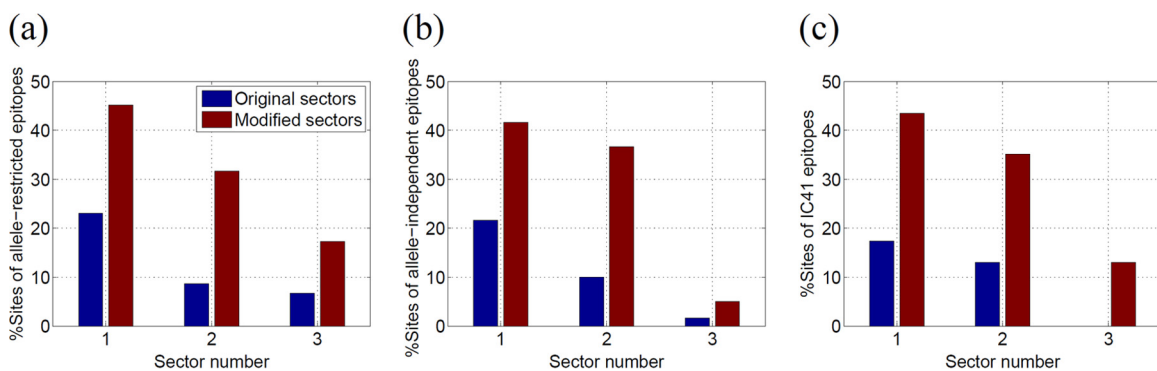 (a)
(b)
(c)
%Sites of allele-restricted epitopes
50
40
30
20
10
0
Original sectors
Modified sectors
1 2 3
Sector number
%Sites of allele-independent epitopes
50
40
30
20
10
0
1 2 3
Sector number
%Sites of IC41 epitopes
50
40
30
20
10
0
1 2 3
Sector number